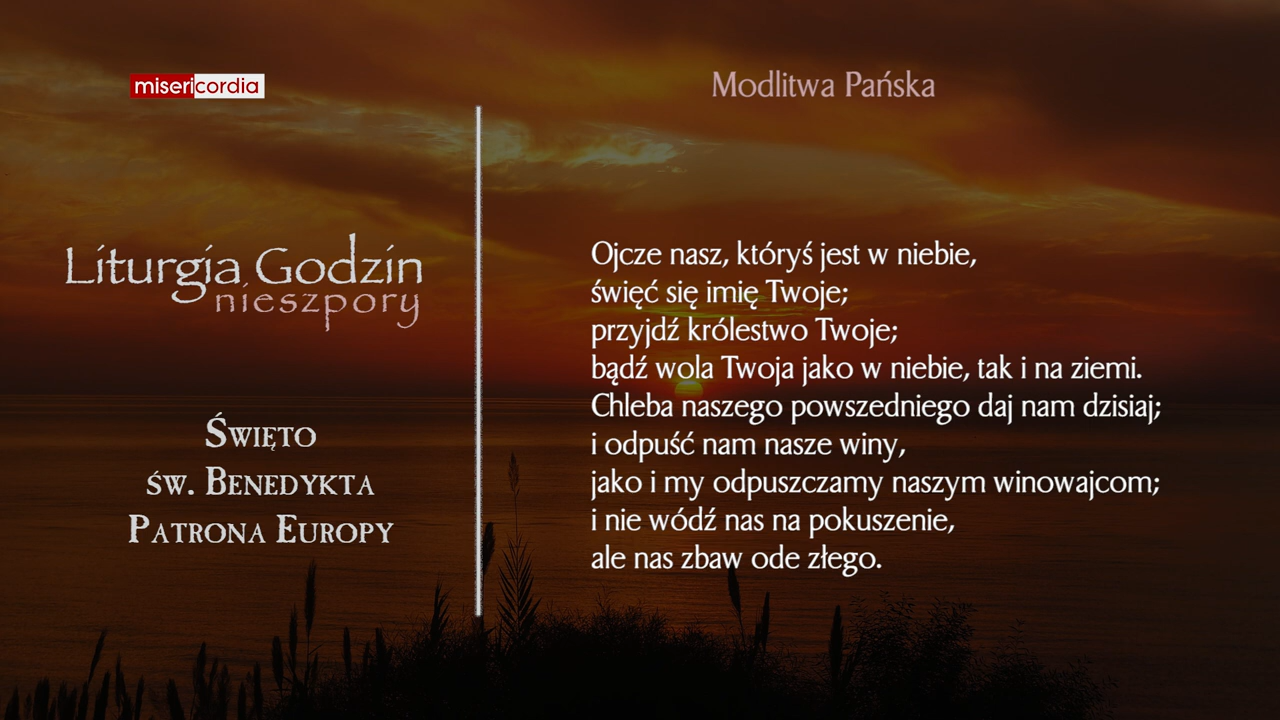 misericordia
Liturgia Godzin
nieszpory
Święto
św. Benedykta
Patrona Europy
Modlitwa Pańska
Ojcze nasz, któryś jest w niebie,
święć się imię Twoje;
przyjdź królestwo Twoje;
bądź wola Twoja jako w niebie, tak i na ziemi.
Chleba naszego powszedniego daj nam dzisiaj;
i odpuść nam nasze winy,
jako i my odpuszczamy naszym winowajcom;
i nie wódź nas na pokuszenie,
ale nas zbaw ode złego.